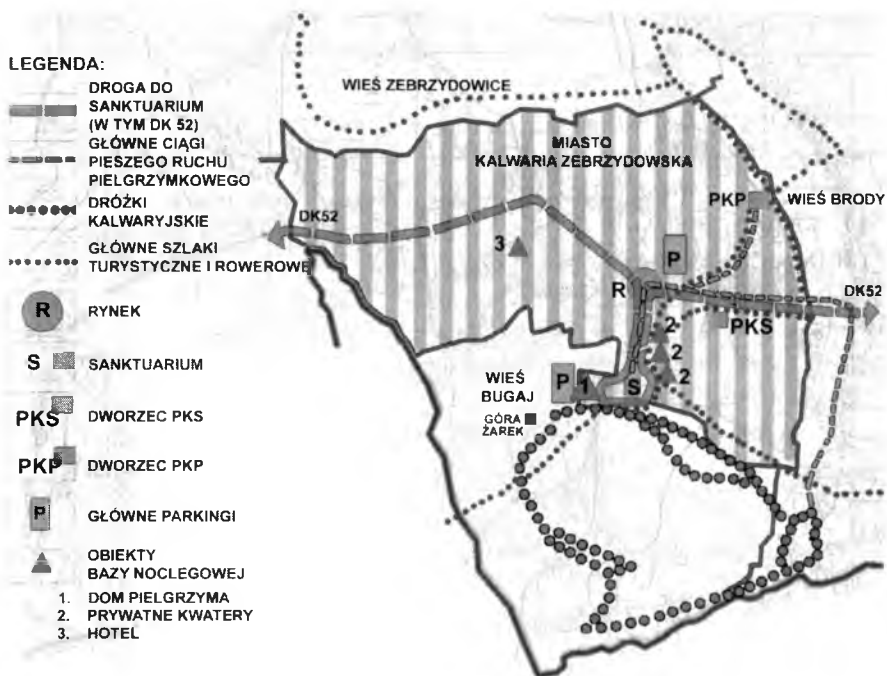 LEGENDA:
DROGA DO
SANKTUARIUM
(W TYM DK 52)
GŁÓWNE CIĄGI
PIESZEGO RUCHU
PIELGRZYMKOWEGO
DRÓŻKI
KALWARYJSKIE
GŁÓWNE SZLAKI
TURYSTYCZNE I ROWEROWE
R RYNEK
S SANKTUARIUM
PKS DWORZEC PKS
PKP DWORZEC PKP
P GŁÓWNE PARKINGI
OBIEKTY
BAZY NOCLEGOWEJ
1. DOM PIELGRZYMA
2. PRYWATNE KWATERY
3. HOTEL
WIEŚ ZEBRZYDOWICE
MIASTO
KALWARIA ZEBRZYDOWSKA
PKP
WIEŚ BRODY
DK52
3
P
R
DK52
2
PKS
2
2
WIEŚ
BUGAJ
P
1
S
GÓRA
ŻAREK